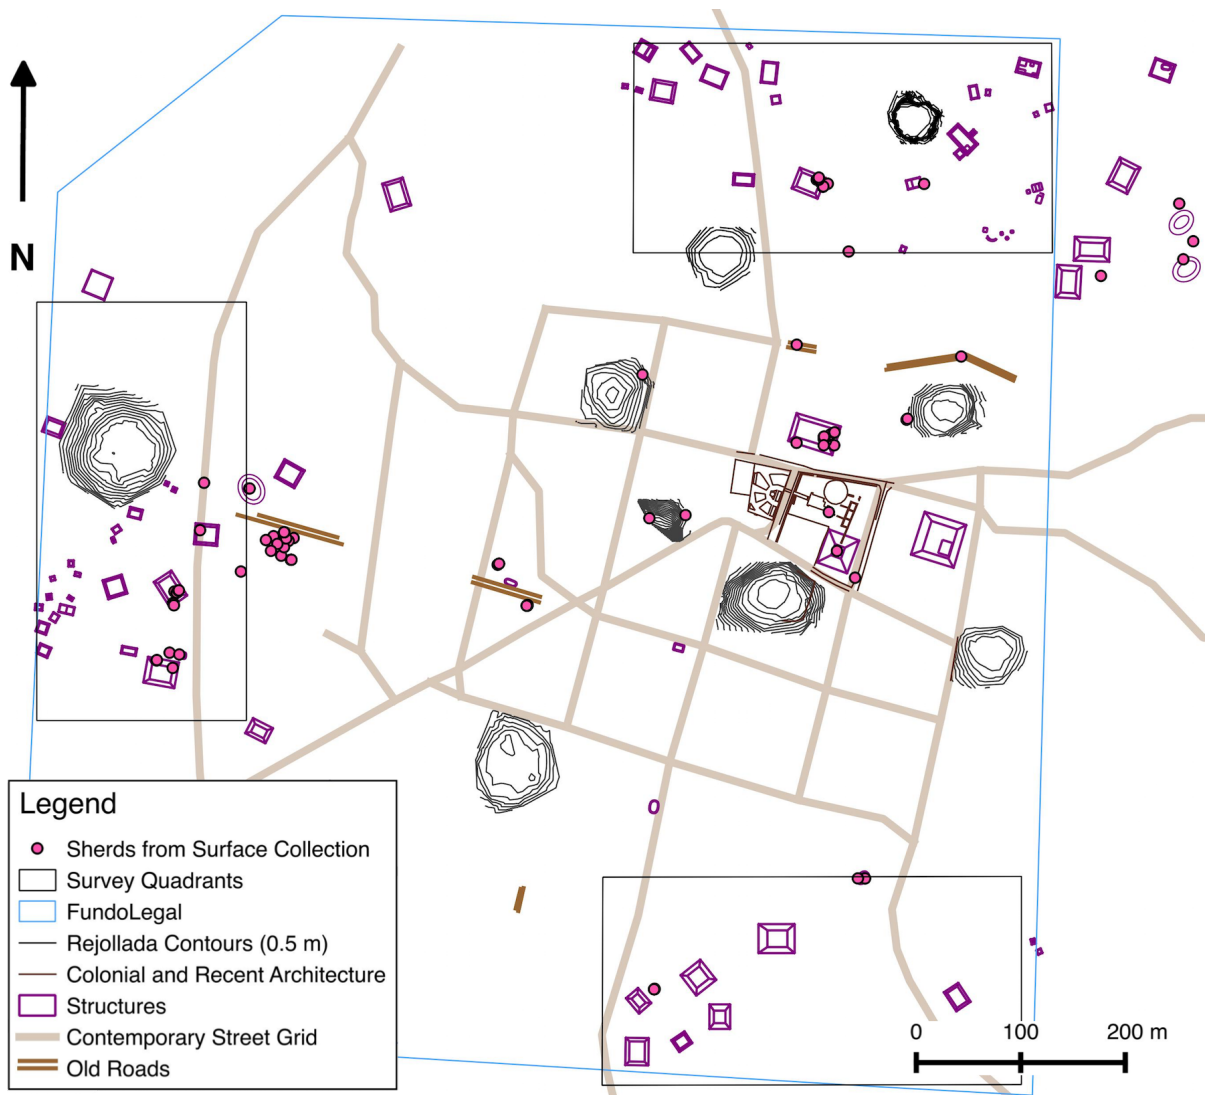 N
Legend
Sherds from Surface Collection
Survey Quadrants
FundoLegal
Rejollada Contours (0.5 m)
Colonial and Recent Architecture
Structures
Contemporary Street Grid
Old Roads
0 100 200 m